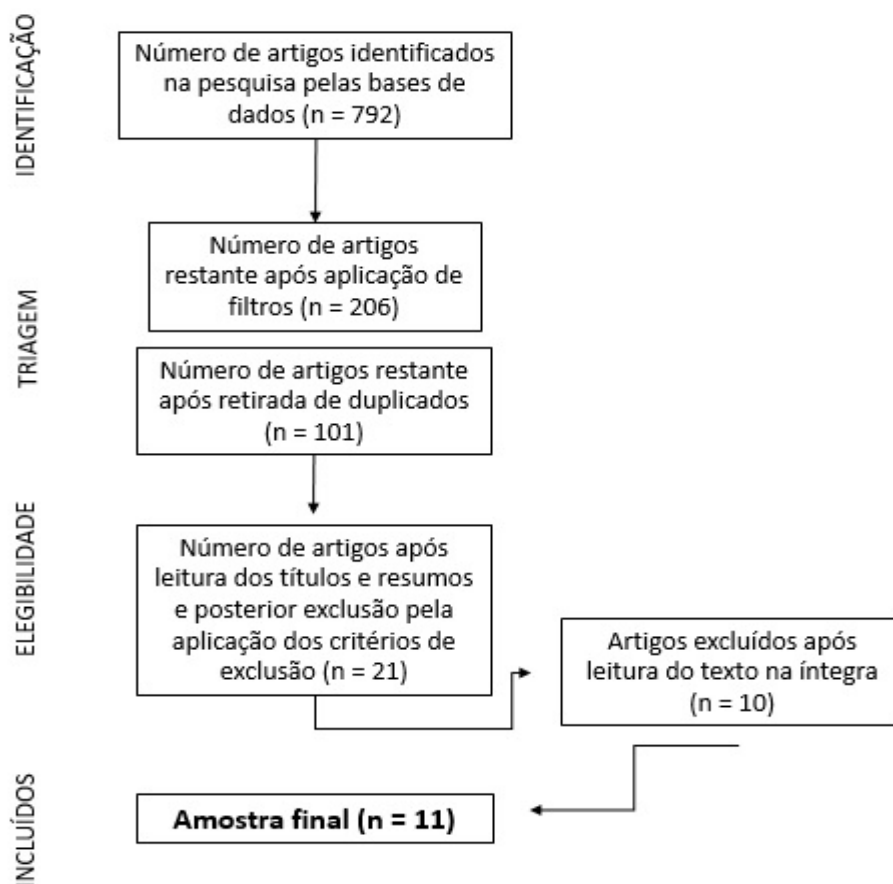 IDENTIFICAÇÃO
Número de artigos identificados
na pesquisa pelas bases de
dados (n = 792)
TRIAGEM
Número de artigos
restante após aplicação de
filtros (n = 206)
Número de artigos restante
após retirada de duplicados
(n = 101)
ELEGIBILIDADE
Número de artigos após
leitura dos títulos e resumos
e posterior exclusão pela
aplicação dos critérios de
exclusão (n = 21)
Artigos excluídos após
leitura do texto na íntegra
(n = 10)
INCLUÍDOS
Amostra final (n = 11)